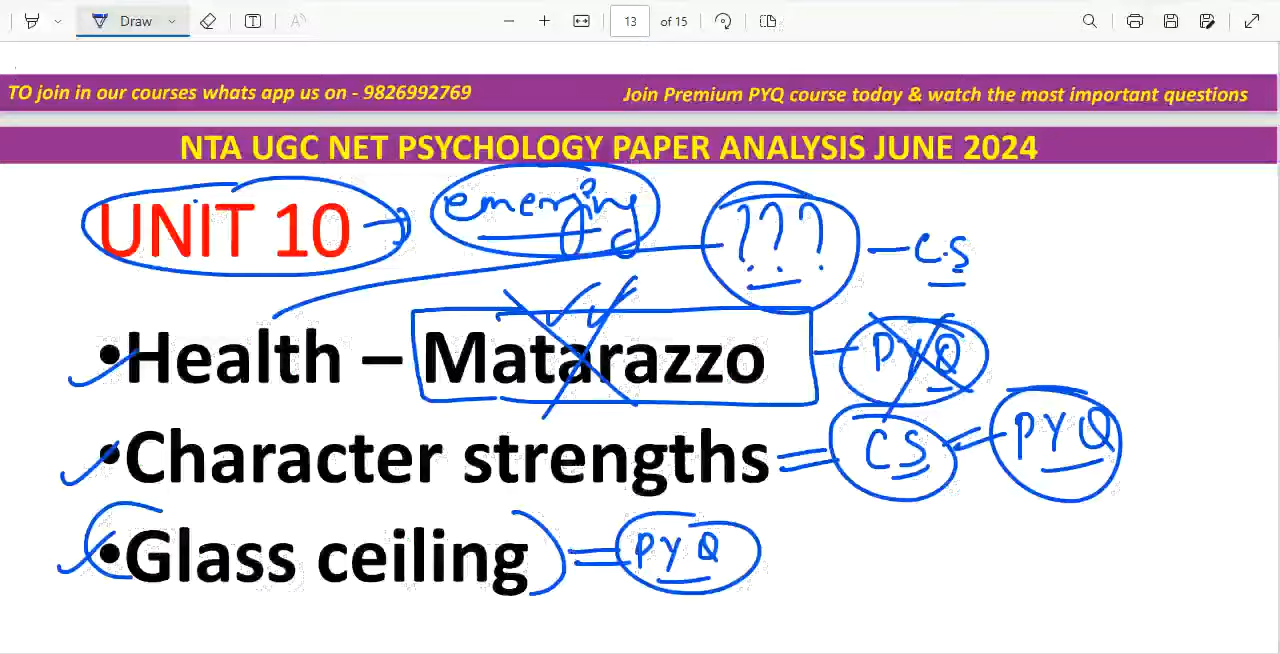 Draw
13 of 15
TO join in our courses whats app us on - 9826992769
Join Premium PYQ course today & watch the most important questions
NTA UGC NET PSYCHOLOGY PAPER ANALYSIS JUNE 2024
UNIT 10 emerging ??? - C.S
•Health – Matarazzo - PYQ
•Character strengths = CS = PYQ
•Glass ceiling = PYQ